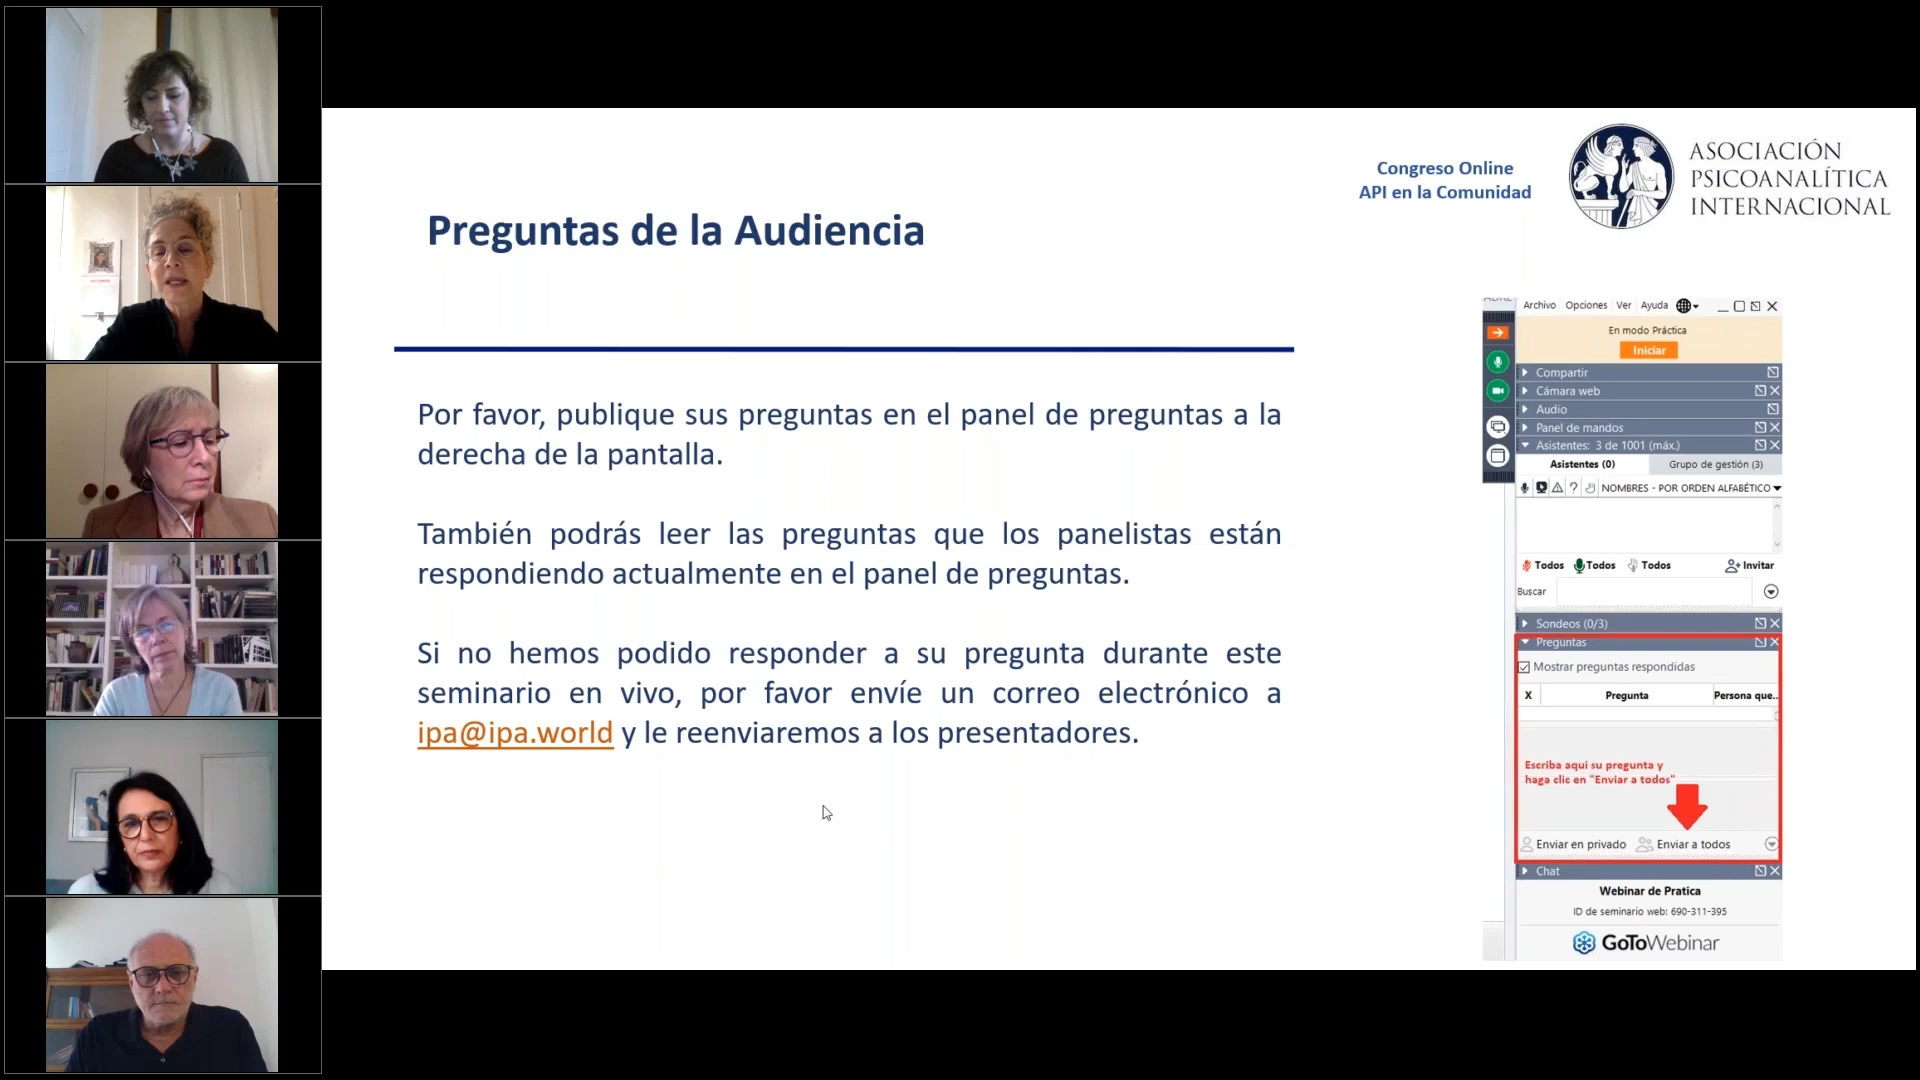 Congreso Online
API en la Comunidad
ASOCIACIÓN
PSICOANALÍTICA
INTERNACIONAL
Preguntas de la Audiencia
Por favor, publique sus preguntas en el panel de preguntas a la
derecha de la pantalla.
También podrás leer las preguntas que los panelistas están
respondiendo actualmente en el panel de preguntas.
Si no hemos podido responder a su pregunta durante este
seminario en vivo, por favor envíe un correo electrónico a
ipa@ipa.world y le reenviaremos a los presentadores.
Archivo Opciones Ver Ayuda
En modo Práctica
Iniciar
Compartir
Cámara web
Audio
Panel de mandos
Asistentes: 3 de 1001 (máx.)
Asistentes (0) Grupo de gestión (3)
NOMBRES - POR ORDEN ALFABÉTICO
Todos Todos Todos Invitar
Buscar
Sondeos (0/3)
Preguntas
Mostrar preguntas respondidas
X Pregunta Persona que...
Escriba aqui su pregunta y
haga clic en "Enviar a todos"
Enviar en privado Enviar a todos
Chat
Webinar de Pratica
ID de seminario web: 690-311-395
GoToWebinar